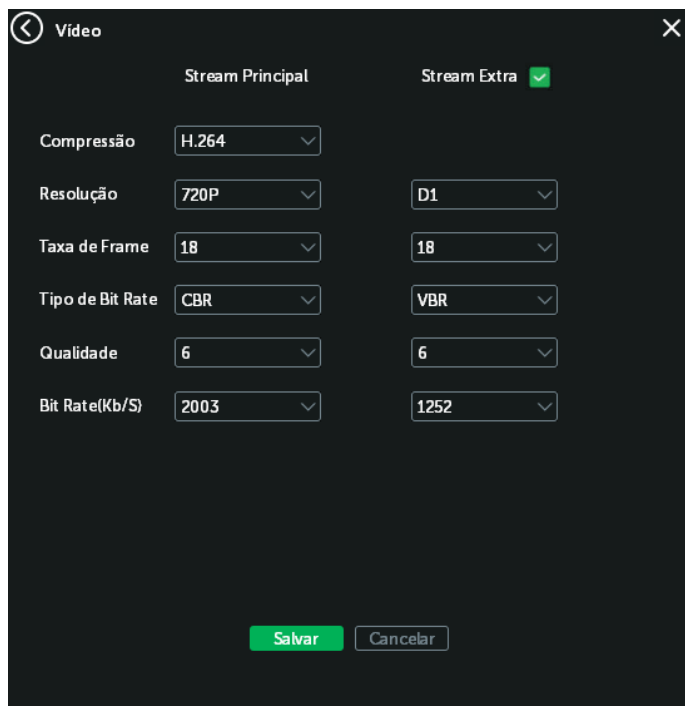 Vídeo
Stream Principal Stream Extra
Compressão H.264
Resolução 720P D1
Taxa de Frame 18 18
Tipo de Bit Rate CBR VBR
Qualidade 6 6
Bit Rate(Kb/S) 2003 1252
Salvar Cancelar